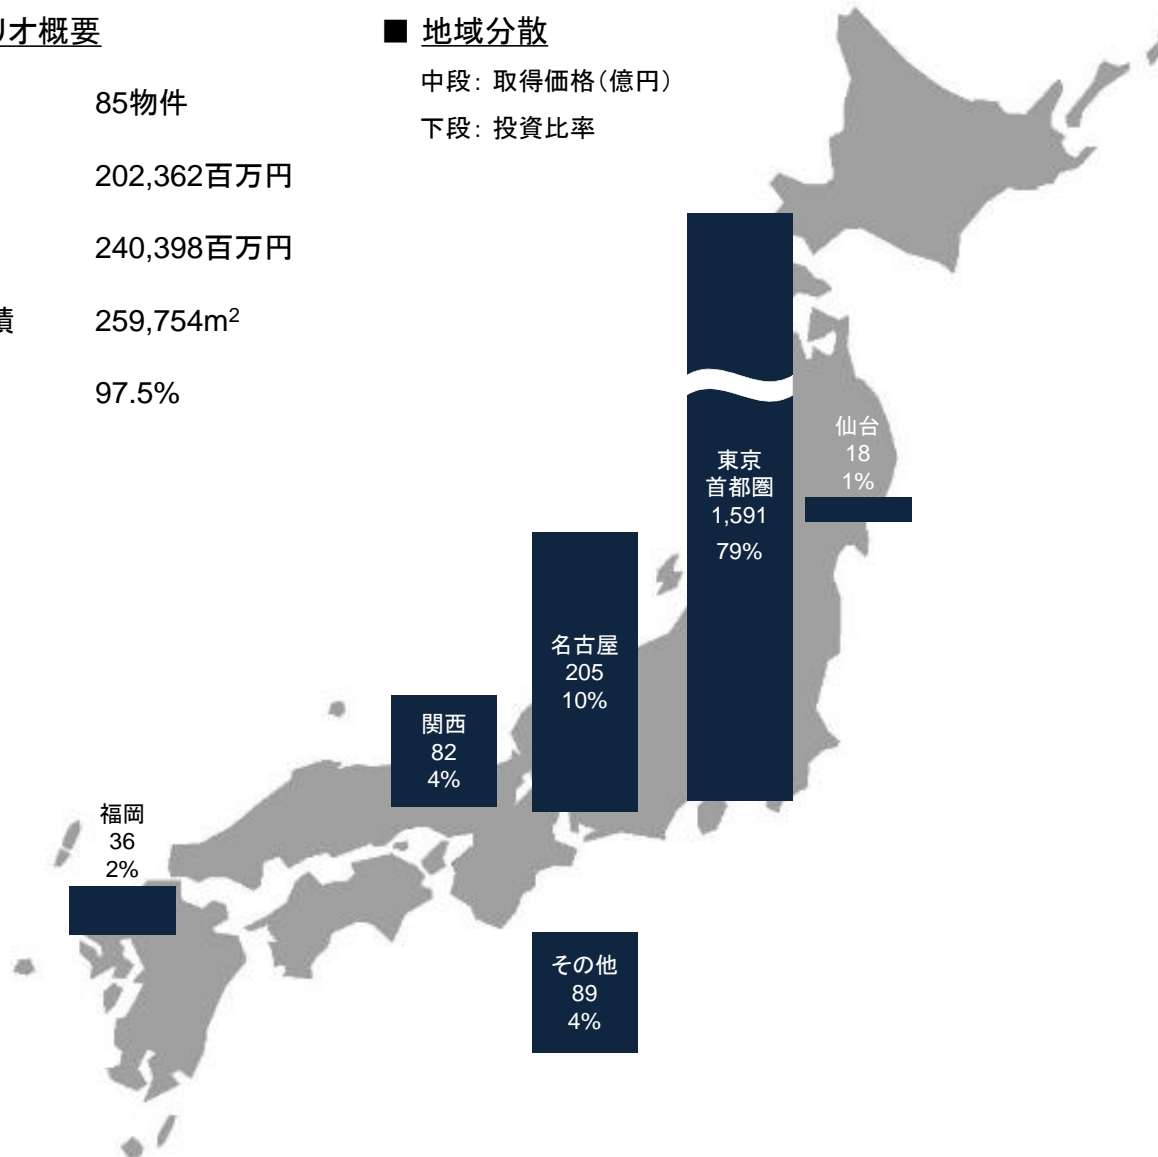 リオ概要
85物件
202,362百万円
240,398百万円
積 259,754m²
97.5%
■ 地域分散
中段：取得価格（億円）
下段：投資比率
仙台
18
1%
東京
首都圏
1,591
79%
名古屋
205
10%
関西
82
4%
福岡
36
2%
その他
89
4%